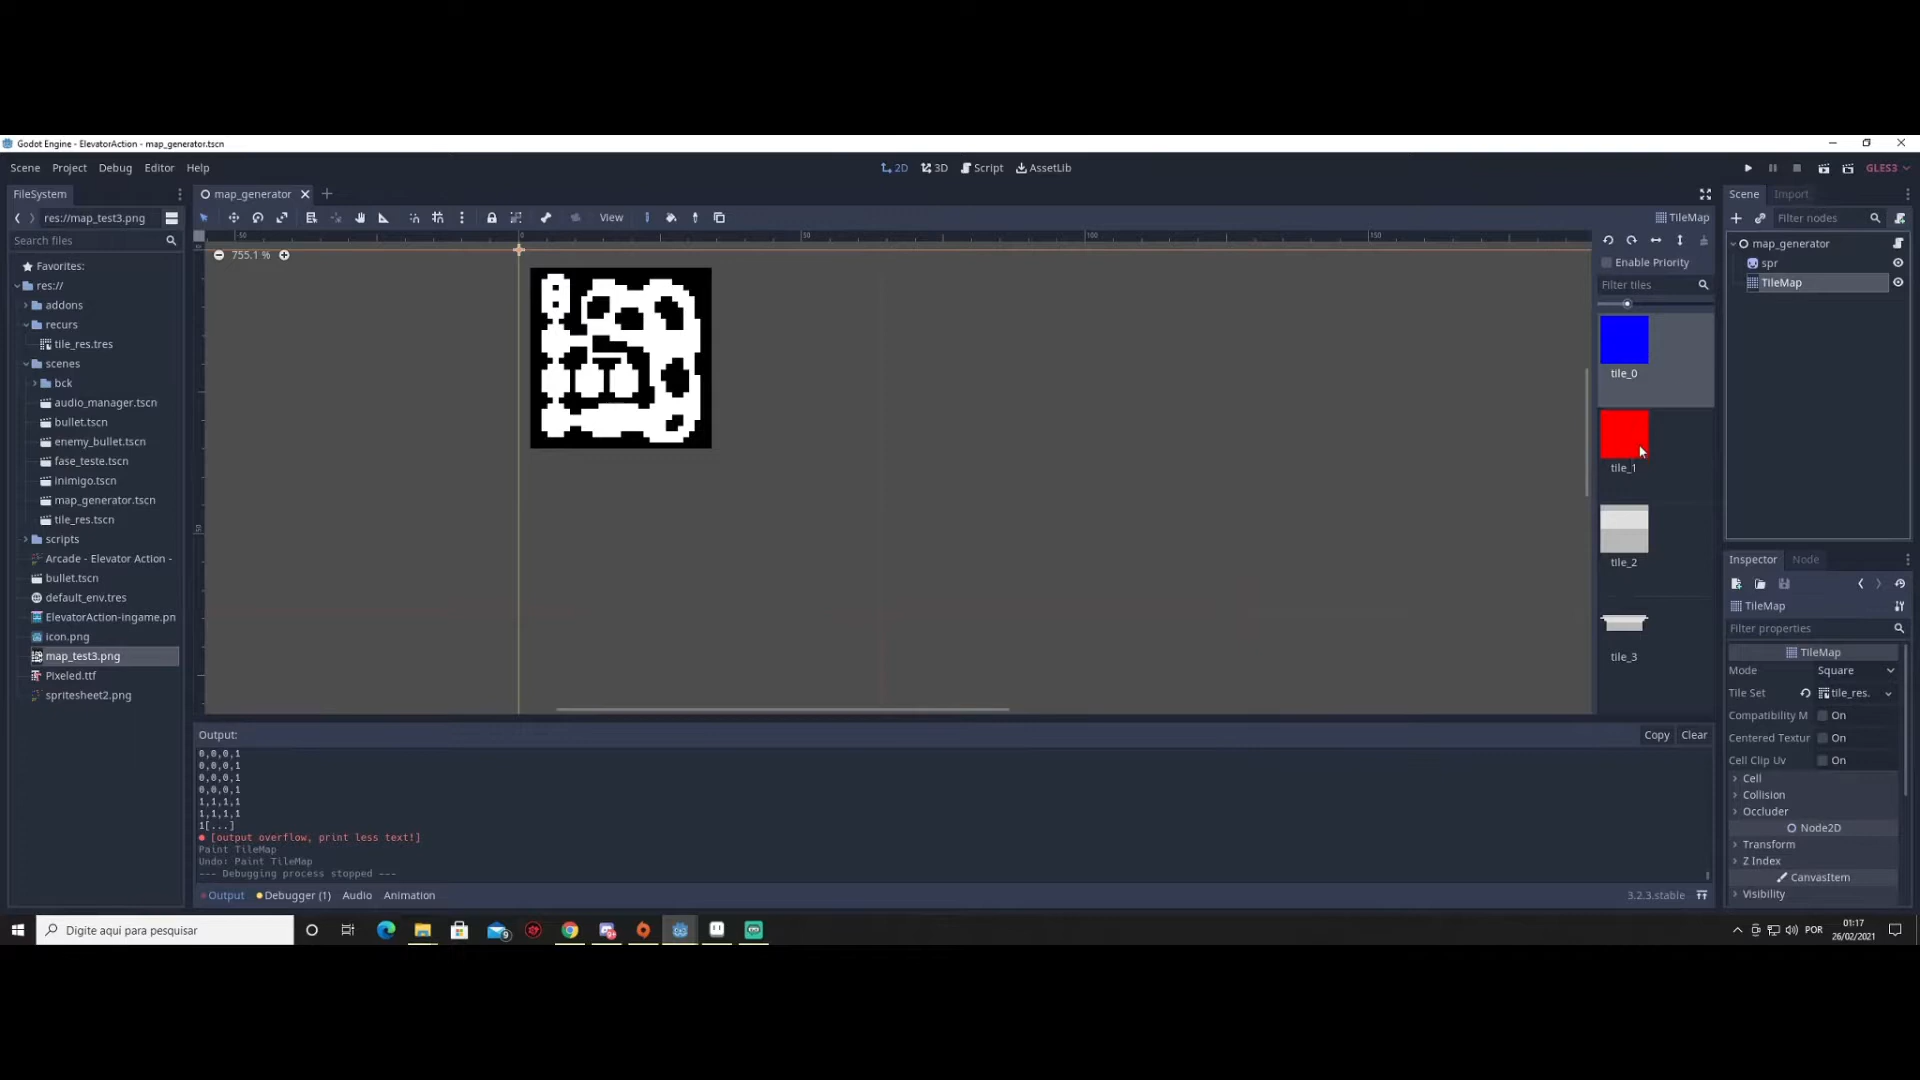 Godot Engine - ElevatorAction - map_generator.tscn
Scene Project Debug Editor Help
2D 3D Script AssetLib
GLES3
FileSystem
map_generator
Scene Import
res://map_test3.png
View
TileMap
Filter nodes
Search files
-50 0 50 100 150
755.1 %
50
Enable Priority
Filter tiles
tile_0
tile_1
tile_2
tile_3
map_generator
spr
TileMap
Favorites:
res://
addons
recurs
tile_res.tres
scenes
bck
audio_manager.tscn
bullet.tscn
enemy_bullet.tscn
fase_teste.tscn
inimigo.tscn
map_generator.tscn
tile_res.tscn
scripts
Arcade - Elevator Action -
bullet.tscn
default_env.tres
ElevatorAction-ingame.pn
icon.png
map_test3.png
Pixeled.ttf
spritesheet2.png
Inspector Node
TileMap
Filter properties
TileMap
Mode Square
Tile Set tile_res.
Compatibility M On
Centered Textur On
Cell Clip Uv On
Cell
Collision
Occluder
Node2D
Transform
Z Index
CanvasItem
Visibility
Output:
Copy Clear
0,0,0,1
0,0,0,1
0,0,0,1
0,0,0,1
1,1,1,1
1,1,1,1
1[...]
[output overflow, print less text!]
Paint TileMap
Undo: Paint TileMap
--- Debugging process stopped ---
Output Debugger (1) Audio Animation
3.2.3.stable
Digite aqui para pesquisar
POR
01:17
26/02/2021